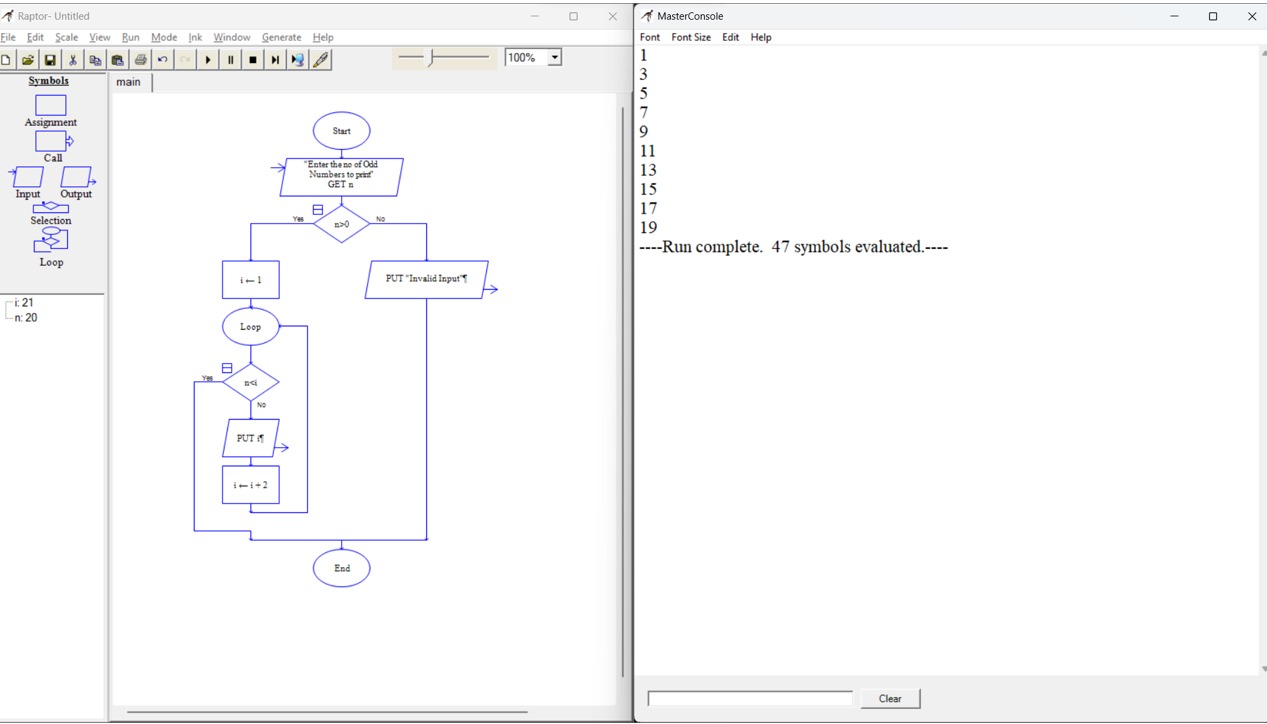 Raptor- Untitled
File Edit Scale View Run Mode Ink Window Generate Help
100%
Symbols
Assignment
Call
Input Output
Selection
Loop
i: 21
n: 20
main
Start
"Enter the no of Odd
Numbers to print"
GET n
Yes
n>0
No
i ← 1
PUT "Invalid Input"¶
Loop
Yes
n<i
No
PUT i¶
i ← i + 2
End
MasterConsole
Font Font Size Edit Help
1
3
5
7
9
11
13
15
17
19
----Run complete.  47 symbols evaluated.----
Clear